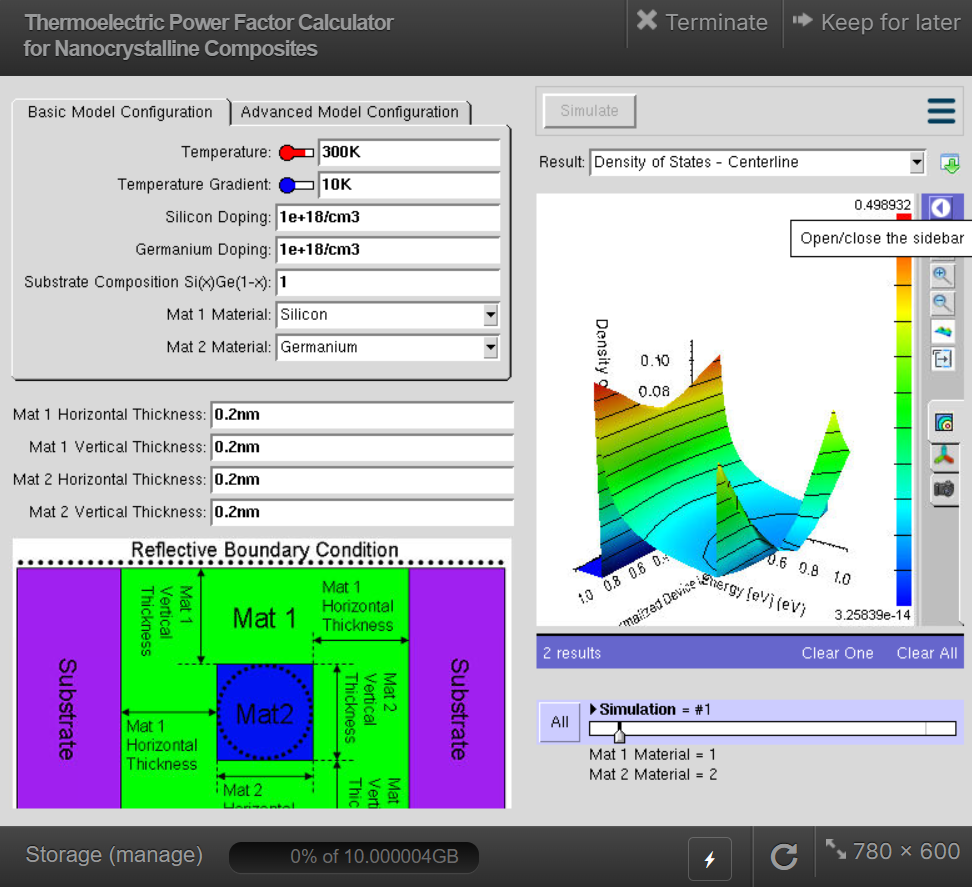 Thermoelectric Power Factor Calculator
for Nanocrystalline Composites
Terminate
Keep for later
Basic Model Configuration
Advanced Model Configuration
Temperature: 300K
Temperature Gradient: 10K
Silicon Doping: 1e+18/cm3
Germanium Doping: 1e+18/cm3
Substrate Composition Si(x)Ge(1-x): 1
Mat 1 Material: Silicon
Mat 2 Material: Germanium
Mat 1 Horizontal Thickness: 0.2nm
Mat 1 Vertical Thickness: 0.2nm
Mat 2 Horizontal Thickness: 0.2nm
Mat 2 Vertical Thickness: 0.2nm
Reflective Boundary Condition
Substrate
Mat 1
Vertical
Thickness
Mat 1
Mat 1
Horizontal
Thickness
Mat2
Mat 2
Vertical
Thickness
Substrate
Mat 1
Horizontal
Thickness
Mat 2
Mat
Simulate
Result: Density of States - Centerline
0.498932
Open/close the sidebar
Density o
0.10
0.08
1.0 0.8 0.6 0.
malized Device
Energy [eV] (eV)
0.6 0.8 1.0
3.25839e-14
2 results
Clear One
Clear All
All
Simulation = #1
Mat 1 Material = 1
Mat 2 Material = 2
Storage (manage)
0% of 10.000004GB
780 × 600